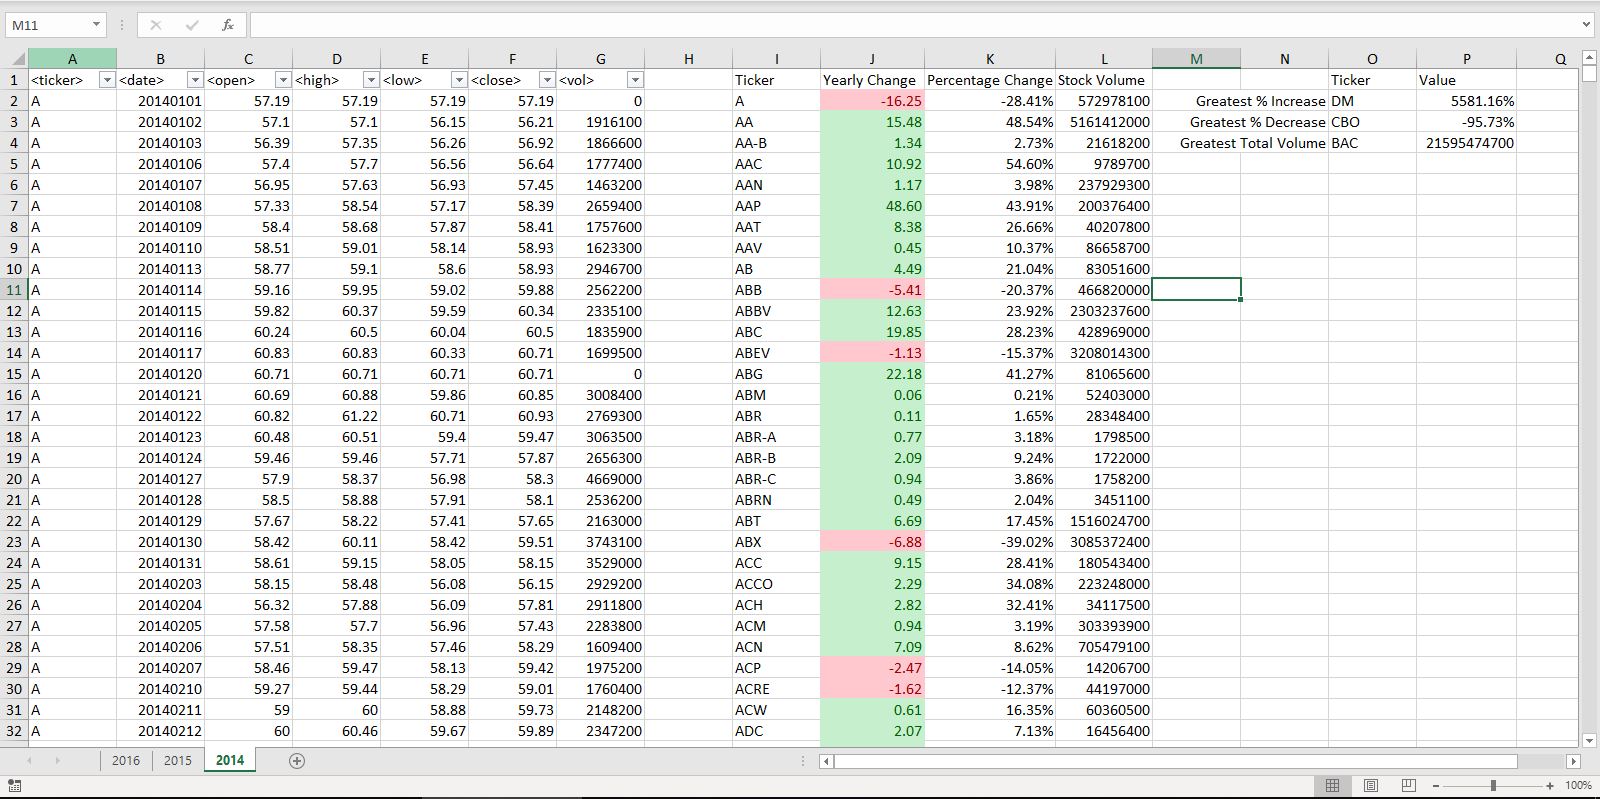 M11
fx
A B C D E F G H I J K L M N O P Q
1 <ticker> <date> <open> <high> <low> <close> <vol> Ticker Yearly Change Percentage Change Stock Volume Ticker Value
2 A 20140101 57.19 57.19 57.19 57.19 0 A -16.25 -28.41% 572978100 Greatest % Increase DM 5581.16%
3 A 20140102 57.1 57.1 56.15 56.21 1916100 AA 15.48 48.54% 5161412000 Greatest % Decrease CBO -95.73%
4 A 20140103 56.39 57.35 56.26 56.92 1866600 AA-B 1.34 2.73% 21618200 Greatest Total Volume BAC 21595474700
5 A 20140106 57.4 57.7 56.56 56.64 1777400 AAC 10.92 54.60% 9789700
6 A 20140107 56.95 57.63 56.93 57.45 1463200 AAN 1.17 3.98% 237929300
7 A 20140108 57.33 58.54 57.17 58.39 2659400 AAP 48.60 43.91% 200376400
8 A 20140109 58.4 58.68 57.87 58.41 1757600 AAT 8.38 26.66% 40207800
9 A 20140110 58.51 59.01 58.14 58.93 1623300 AAV 0.45 10.37% 86658700
10 A 20140113 58.77 59.1 58.6 58.93 2946700 AB 4.49 21.04% 83051600
11 A 20140114 59.16 59.95 59.02 59.88 2562200 ABB -5.41 -20.37% 466820000
12 A 20140115 59.82 60.37 59.59 60.34 2335100 ABBV 12.63 23.92% 2303237600
13 A 20140116 60.24 60.5 60.04 60.5 1835900 ABC 19.85 28.23% 428969000
14 A 20140117 60.83 60.83 60.33 60.71 1699500 ABEV -1.13 -15.37% 3208014300
15 A 20140120 60.71 60.71 60.71 60.71 0 ABG 22.18 41.27% 81065600
16 A 20140121 60.69 60.88 59.86 60.85 3008400 ABM 0.06 0.21% 52403000
17 A 20140122 60.82 61.22 60.71 60.93 2769300 ABR 0.11 1.65% 28348400
18 A 20140123 60.48 60.51 59.4 59.47 3063500 ABR-A 0.77 3.18% 1798500
19 A 20140124 59.46 59.46 57.71 57.87 2656300 ABR-B 2.09 9.24% 1722000
20 A 20140127 57.9 58.37 56.98 58.3 4669000 ABR-C 0.94 3.86% 1758200
21 A 20140128 58.5 58.88 57.91 58.1 2536200 ABRN 0.49 2.04% 3451100
22 A 20140129 57.67 58.22 57.41 57.65 2163000 ABT 6.69 17.45% 1516024700
23 A 20140130 58.42 60.11 58.42 59.51 3743100 ABX -6.88 -39.02% 3085372400
24 A 20140131 58.61 59.15 58.05 58.15 3529000 ACC 9.15 28.41% 180543400
25 A 20140203 58.15 58.48 56.08 56.15 2929200 ACCO 2.29 34.08% 223248000
26 A 20140204 56.32 57.88 56.09 57.81 2911800 ACH 2.82 32.41% 34117500
27 A 20140205 57.58 57.7 56.96 57.43 2283800 ACM 0.94 3.19% 303393900
28 A 20140206 57.51 58.35 57.46 58.29 1609400 ACN 7.09 8.62% 705479100
29 A 20140207 58.46 59.47 58.13 59.42 1975200 ACP -2.47 -14.05% 14206700
30 A 20140210 59.27 59.44 58.29 59.01 1760400 ACRE -1.62 -12.37% 44197000
31 A 20140211 59 60 58.88 59.73 2148200 ACW 0.61 16.35% 60360500
32 A 20140212 60 60.46 59.67 59.89 2347200 ADC 2.07 7.13% 16456400
2016 2015 2014
100%